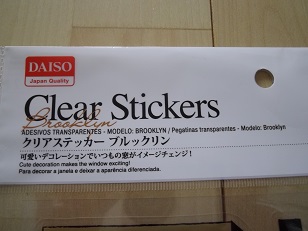 DAISO
Japan Quality
Clear Stickers
Brooklyn
ADESIVOS TRANSPARENTES - MODELO: BROOKLYN / Pegatinas transparentes - Modelo: Brooklyn
クリアステッカー ブルックリン
可愛いデコレーションでいつもの窓がイメージチェンジ!
Cute decoration makes the window exciting!
Para decorar a janela e deixar a aparência diferenciada.